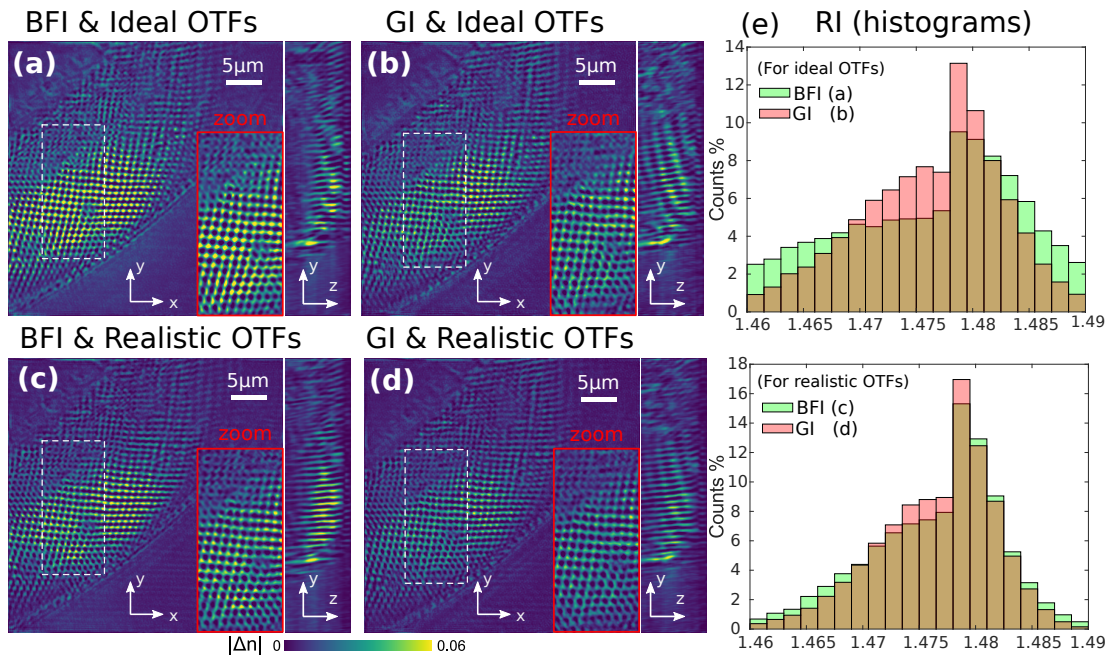 BFI & Ideal OTFs
GI & Ideal OTFs
(e) RI (histograms)
(a)
5μm
zoom
y
x
y
z
(b)
5μm
zoom
y
x
y
z
14
12
10
8
6
4
2
0
Counts %
(For ideal OTFs)
BFI (a)
GI (b)
1.46 1.465 1.47 1.475 1.48 1.485 1.49
BFI & Realistic OTFs
GI & Realistic OTFs
(c)
5μm
zoom
y
x
y
z
(d)
5μm
zoom
y
x
y
z
18
16
14
12
10
8
6
4
2
0
Counts %
(For realistic OTFs)
BFI (c)
GI (d)
1.46 1.465 1.47 1.475 1.48 1.485 1.49
|Δn| 0 0.06